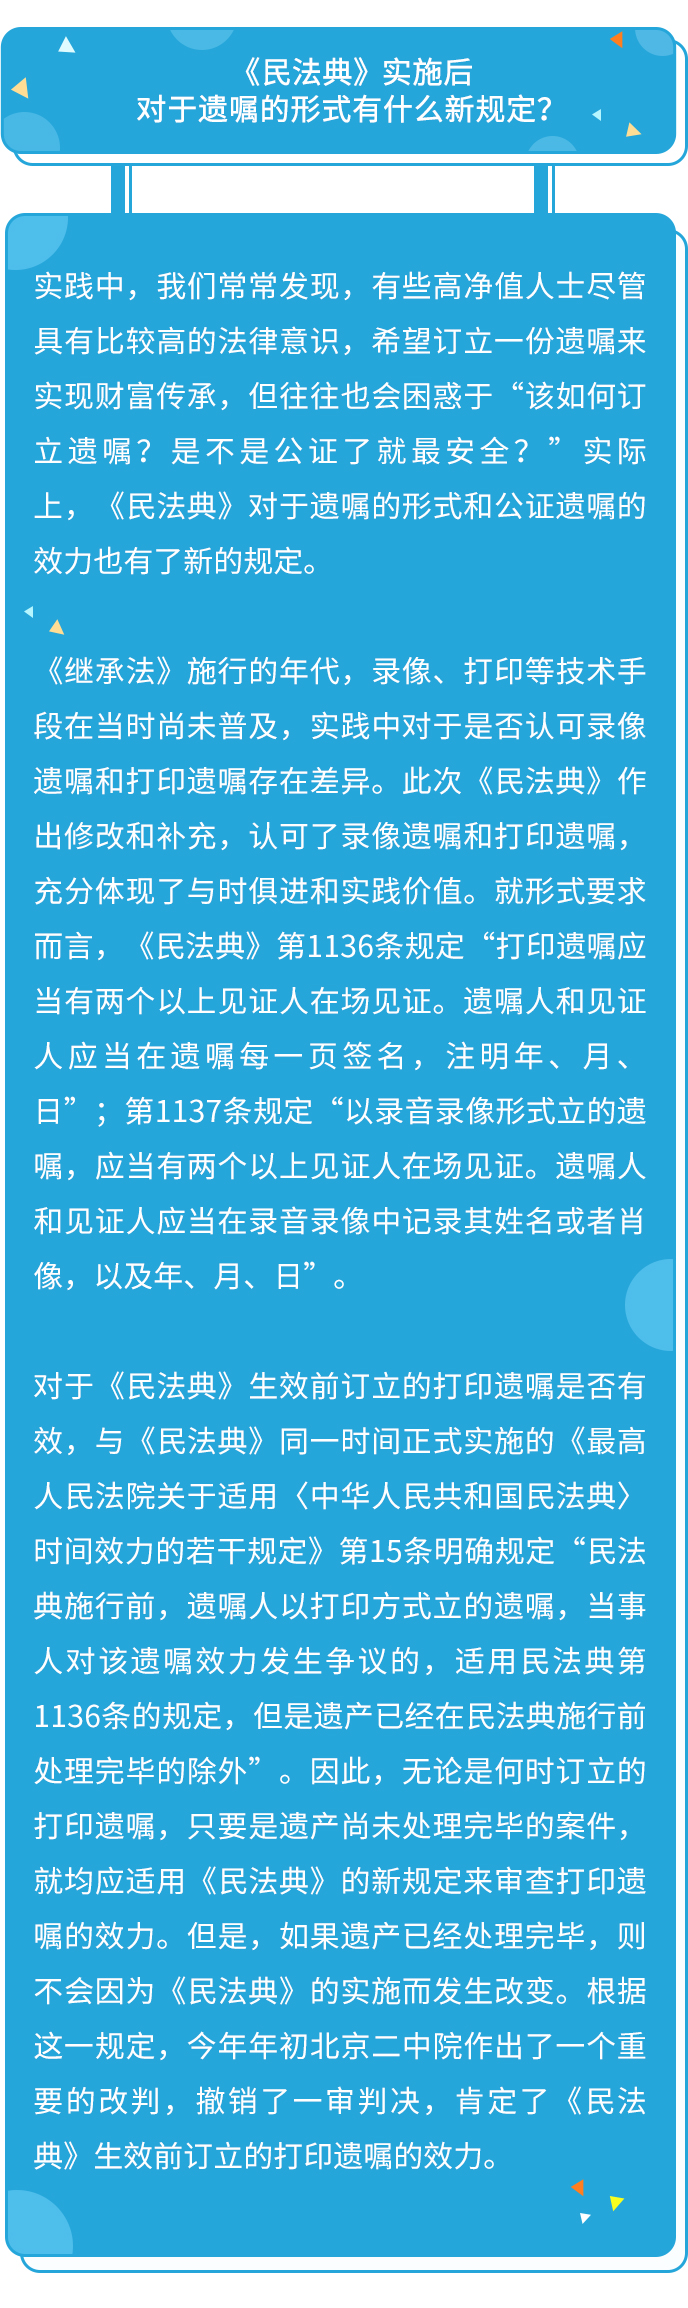 《民法典》实施后
对于遗嘱的形式有什么新规定?
实践中，我们常常发现，有些高净值人士尽管
具有比较高的法律意识，希望订立一份遗嘱来
实现财富传承，但往往也会困惑于“该如何订
立遗嘱？是不是公证了就最安全？”实际
上，《民法典》对于遗嘱的形式和公证遗嘱的
效力也有了新的规定。
《继承法》施行的年代，录像、打印等技术手
段在当时尚未普及，实践中对于是否认可录像
遗嘱和打印遗嘱存在差异。此次《民法典》作
出修改和补充，认可了录像遗嘱和打印遗嘱，
充分体现了与时俱进和实践价值。就形式要求
而言，《民法典》第1136条规定“打印遗嘱应
当有两个以上见证人在场见证。遗嘱人和见证
人应当在遗嘱每一页签名，注明年、月、
日”；第1137条规定“以录音录像形式立的遗
嘱，应当有两个以上见证人在场见证。遗嘱人
和见证人应当在录音录像中记录其姓名或者肖
像，以及年、月、日”。
对于《民法典》生效前订立的打印遗嘱是否有
效，与《民法典》同一时间正式实施的《最高
人民法院关于适用〈中华人民共和国民法典〉
时间效力的若干规定》第15条明确规定“民法
典施行前，遗嘱人以打印方式立的遗嘱，当事
人对该遗嘱效力发生争议的，适用民法典第
1136条的规定，但是遗产已经在民法典施行前
处理完毕的除外”。因此，无论是何时订立的
打印遗嘱，只要是遗产尚未处理完毕的案件，
就均应适用《民法典》的新规定来审查打印遗
嘱的效力。但是，如果遗产已经处理完毕，则
不会因为《民法典》的实施而发生改变。根据
这一规定，今年年初北京二中院作出了一个重
要的改判，撤销了一审判决，肯定了《民法
典》生效前订立的打印遗嘱的效力。